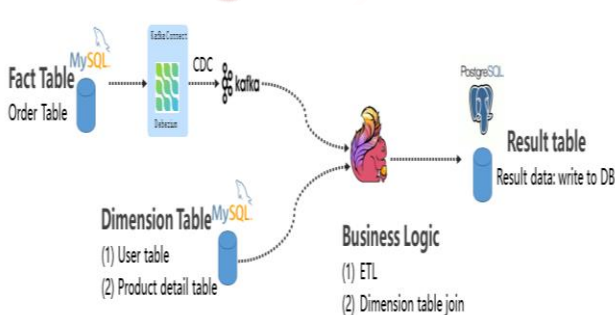 Kafka Connect
MySQL
CDC
kafka
Fact Table
Order Table
Debezium
PostgreSQL
Result table
Result data: write to DB
Dimension Table
MySQL
(1) User table
(2) Product detail table
Business Logic
(1) ETL
(2) Dimension table join